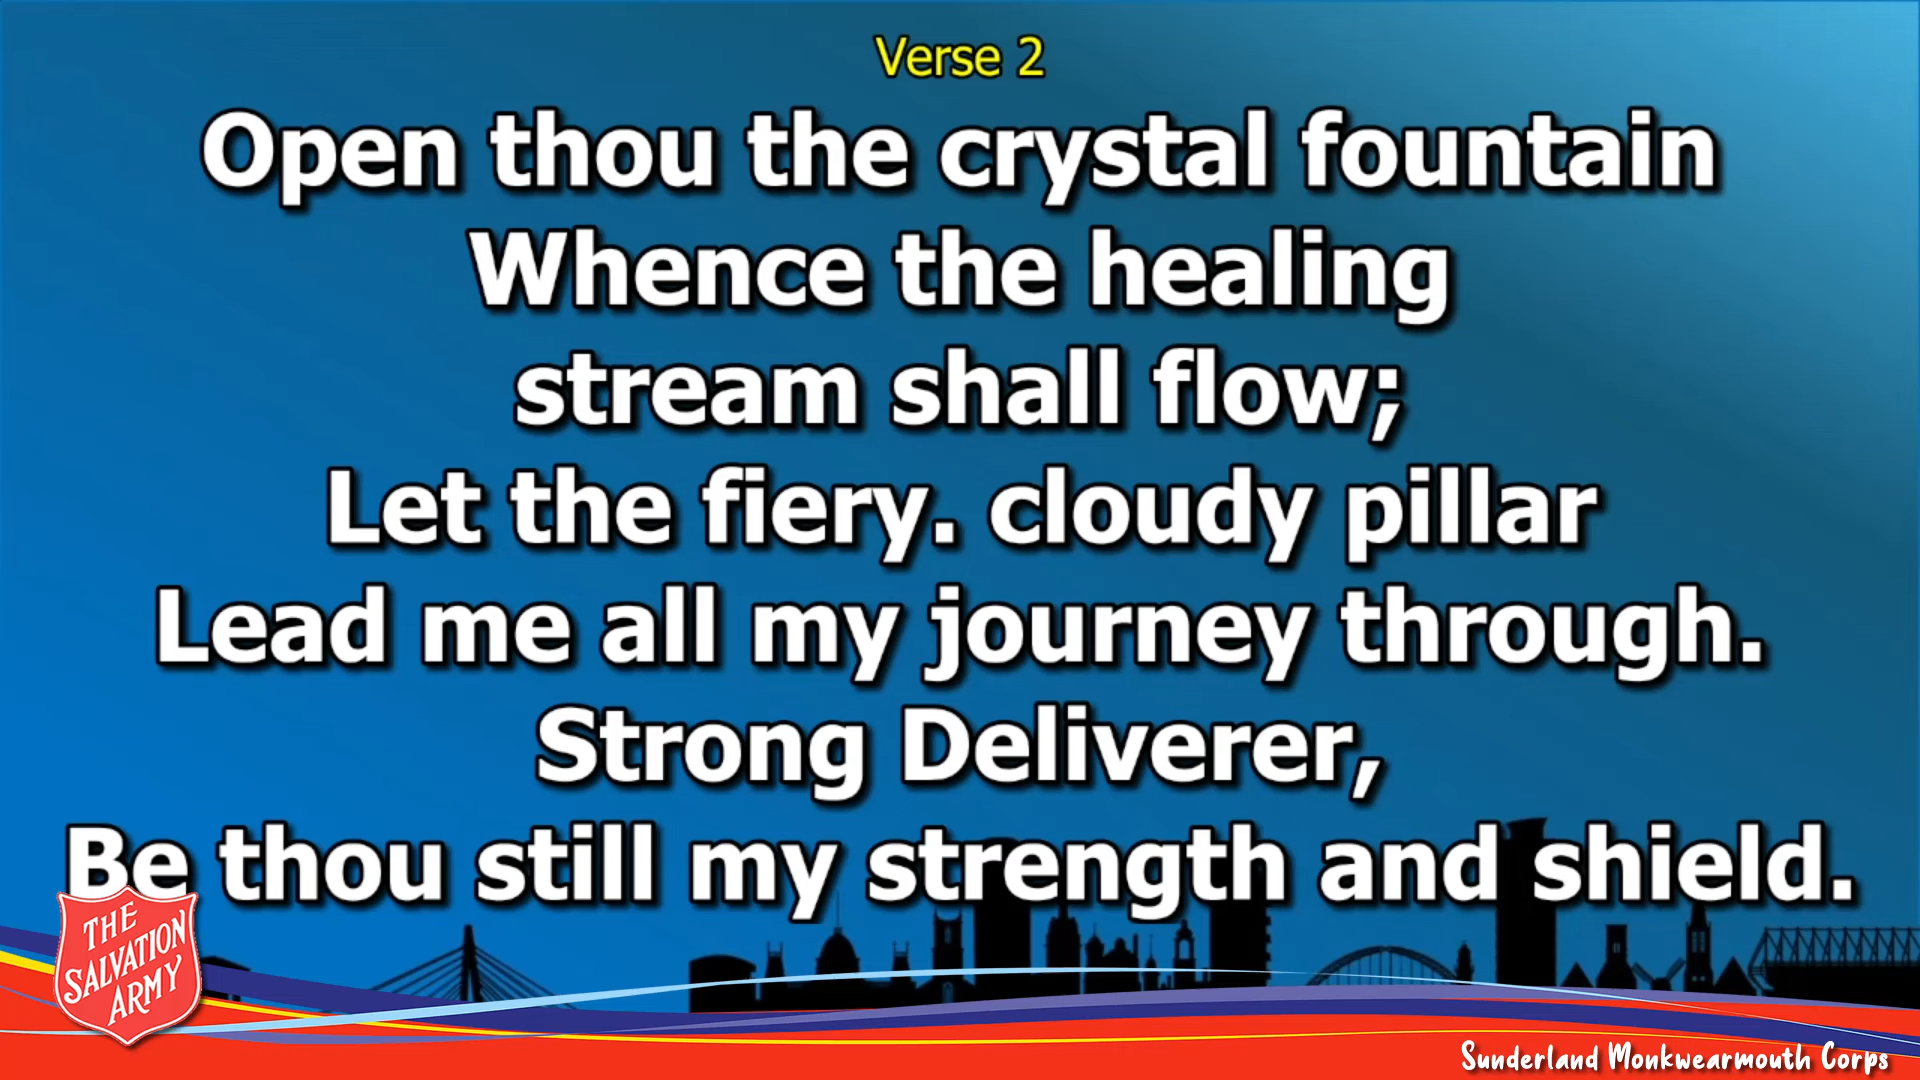 Verse 2
Open thou the crystal fountain
Whence the healing
stream shall flow;
Let the fiery. cloudy pillar
Lead me all my journey through.
Strong Deliverer,
Be thou still my strength and shield.
THE
SALVATION
ARMY
Sunderland Monkwearmouth Corps